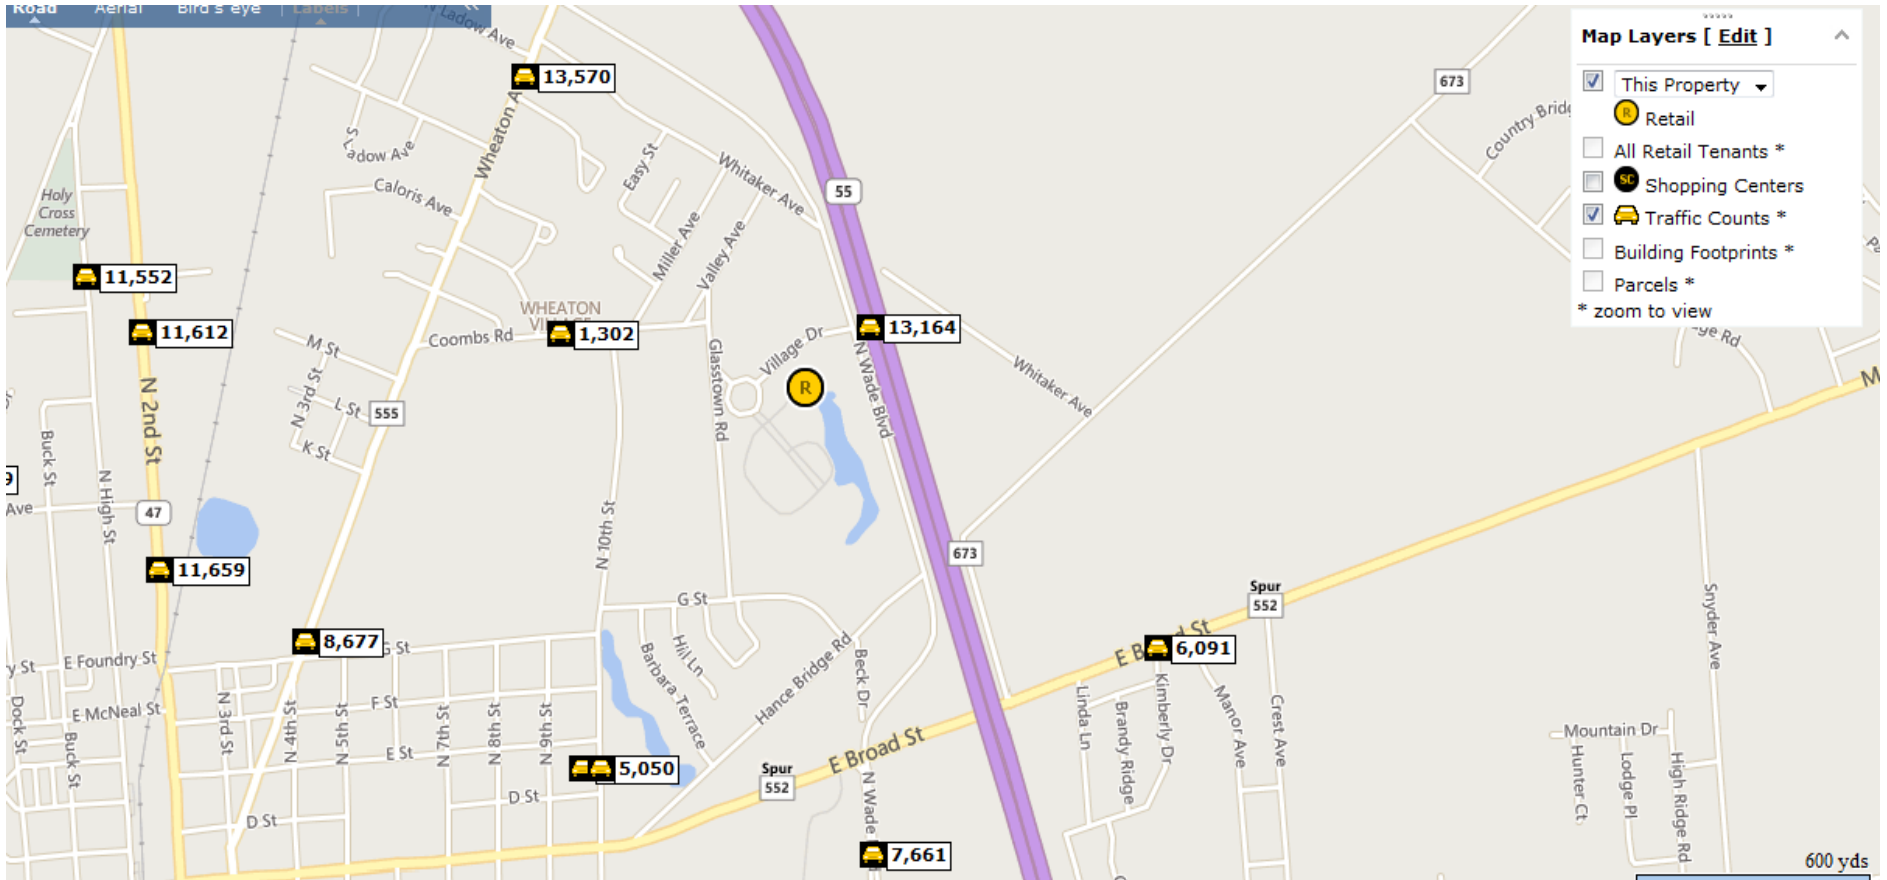 Road Aerial Bird's eye Labels «
N Ladow Ave
Map Layers [ Edit ]
This Property
R Retail
All Retail Tenants *
SC Shopping Centers
Traffic Counts *
Building Footprints *
Parcels *
* zoom to view
13,570
673
Country
Wheaton
S Ladow Ave
Easy St
Whitaker Ave
55
Caloris Ave
Holy
Cross
Cemetery
Miller Ave
Valley Ave
11,552
WHEATON
11,612
1,302
13,164
Coombs Rd
Village Dr
M St
N 3rd St
L St
555
K St
Glasstown Rd
R
N Wade Blvd
Whitaker Ave
N 2nd St
Buck St
N High St
Ave
47
N 10th St
673
11,659
Spur
552
Snyder Ave
8,677
G St
G St
E Foundry St
Hill Ln
Barbara Terrace
Hance Bridge Rd
Beck Dr
6,091
Linda Ln
Kimberly Dr
Brandy Ridge
Manor Ave
Crest Ave
E McNeal St
F St
Dock St
Buck St
N 3rd St
N 4th St
N 5th St
N 7th St
N 8th St
N 9th St
E St
5,050
E Broad St
Spur
552
Mountain Dr
Hunter Ct
Lodge Pl
High Ridge Rd
D St
D St
N Wade
7,661
600 yds